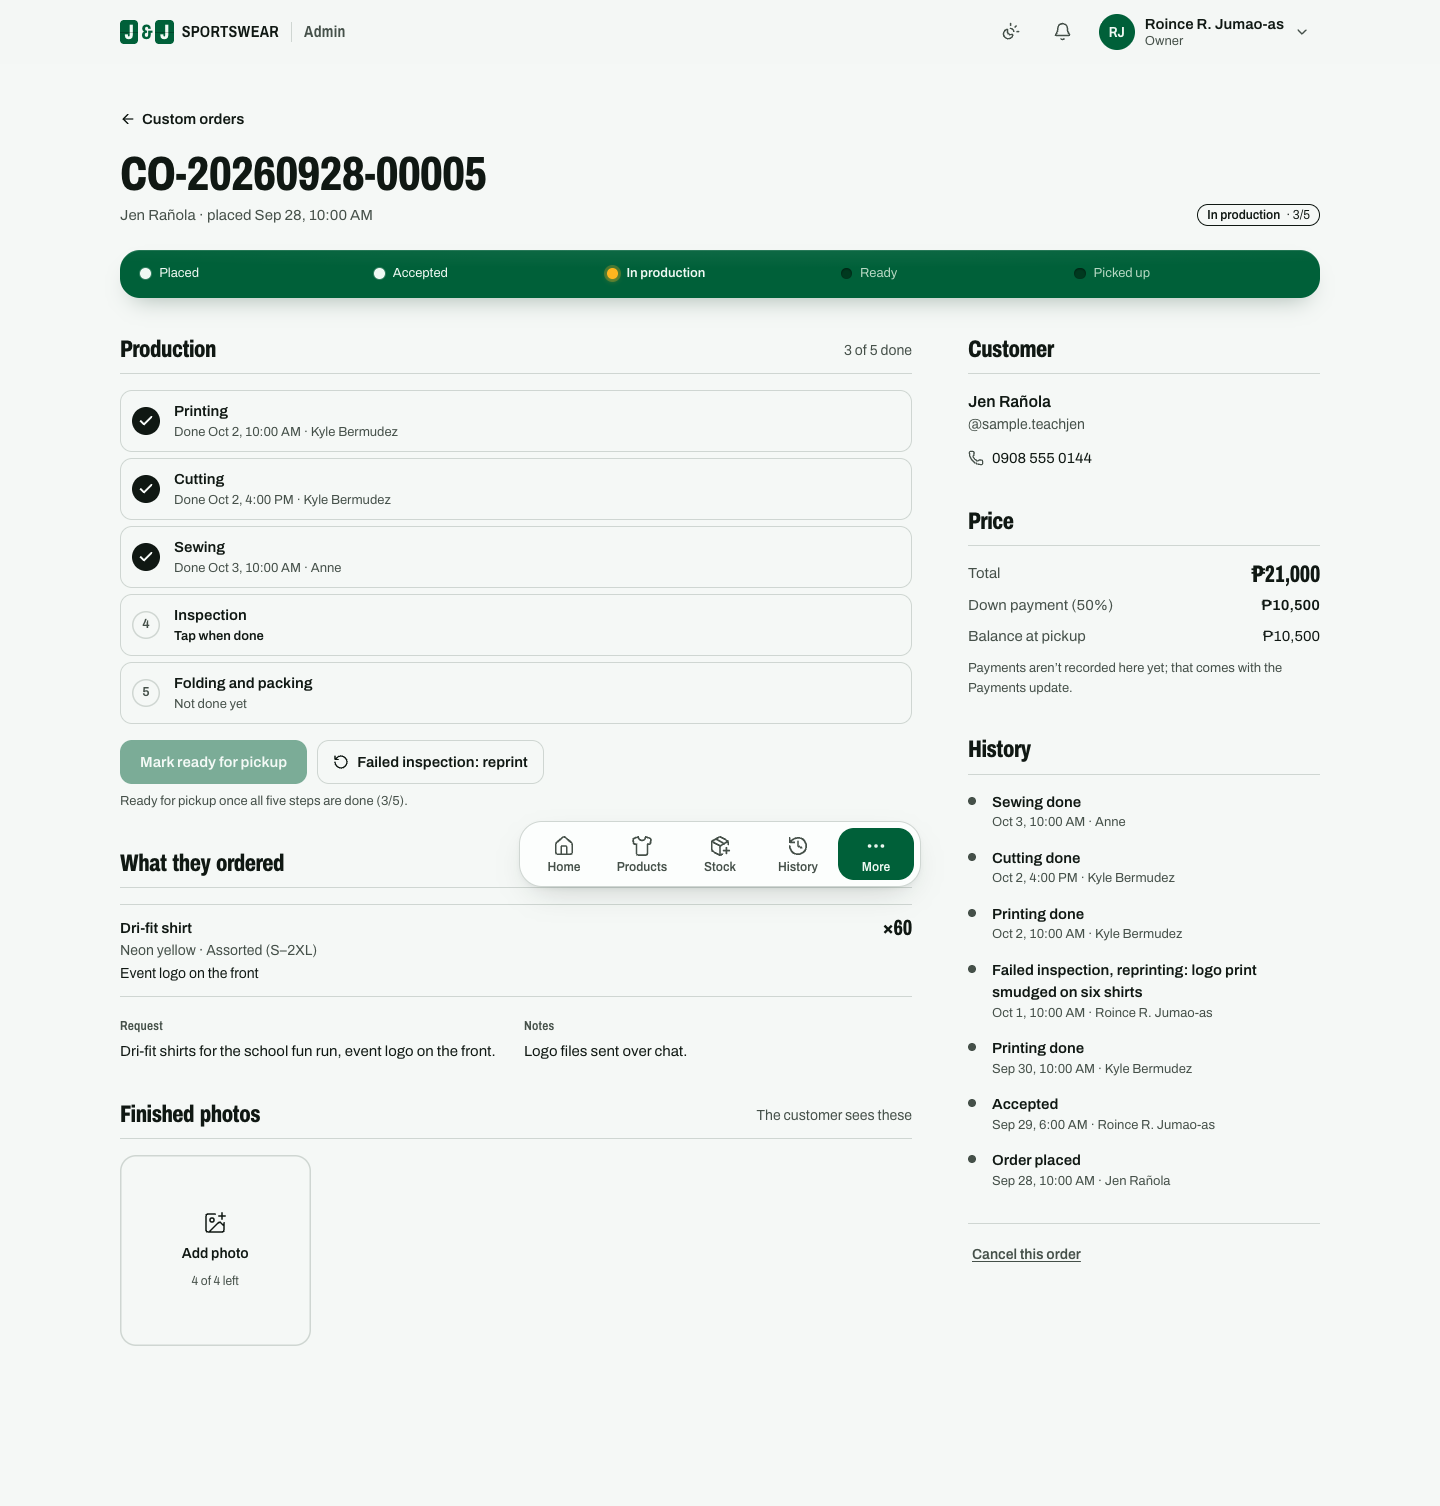 J & J SPORTSWEAR Admin
RJ
Roince R. Jumao-as
Owner
Custom orders
CO-20260928-00005
Jen Rañola · placed Sep 28, 10:00 AM
In production · 3/5
Placed
Accepted
In production
Ready
Picked up
Production
3 of 5 done
Printing
Done Oct 2, 10:00 AM · Kyle Bermudez
Cutting
Done Oct 2, 4:00 PM · Kyle Bermudez
Sewing
Done Oct 3, 10:00 AM · Anne
4
Inspection
Tap when done
5
Folding and packing
Not done yet
Mark ready for pickup
Failed inspection: reprint
Ready for pickup once all five steps are done (3/5).
What they ordered
Dri-fit shirt
×60
Neon yellow · Assorted (S–2XL)
Event logo on the front
Request
Dri-fit shirts for the school fun run, event logo on the front.
Notes
Logo files sent over chat.
Finished photos
The customer sees these
Add photo
4 of 4 left
Home
Products
Stock
History
More
Customer
Jen Rañola
@sample.teachjen
0908 555 0144
Price
Total
₱21,000
Down payment (50%)
₱10,500
Balance at pickup
₱10,500
Payments aren’t recorded here yet; that comes with the
Payments update.
History
Sewing done
Oct 3, 10:00 AM · Anne
Cutting done
Oct 2, 4:00 PM · Kyle Bermudez
Printing done
Oct 2, 10:00 AM · Kyle Bermudez
Failed inspection, reprinting: logo print
smudged on six shirts
Oct 1, 10:00 AM · Roince R. Jumao-as
Printing done
Sep 30, 10:00 AM · Kyle Bermudez
Accepted
Sep 29, 6:00 AM · Roince R. Jumao-as
Order placed
Sep 28, 10:00 AM · Jen Rañola
Cancel this order